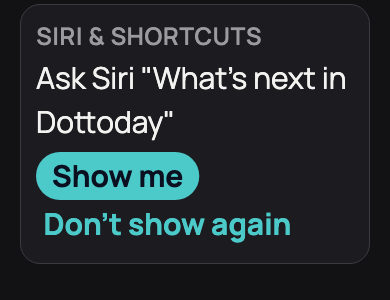 SIRI & SHORTCUTS
Ask Siri "What's next in
Dottoday"
Show me
Don't show again